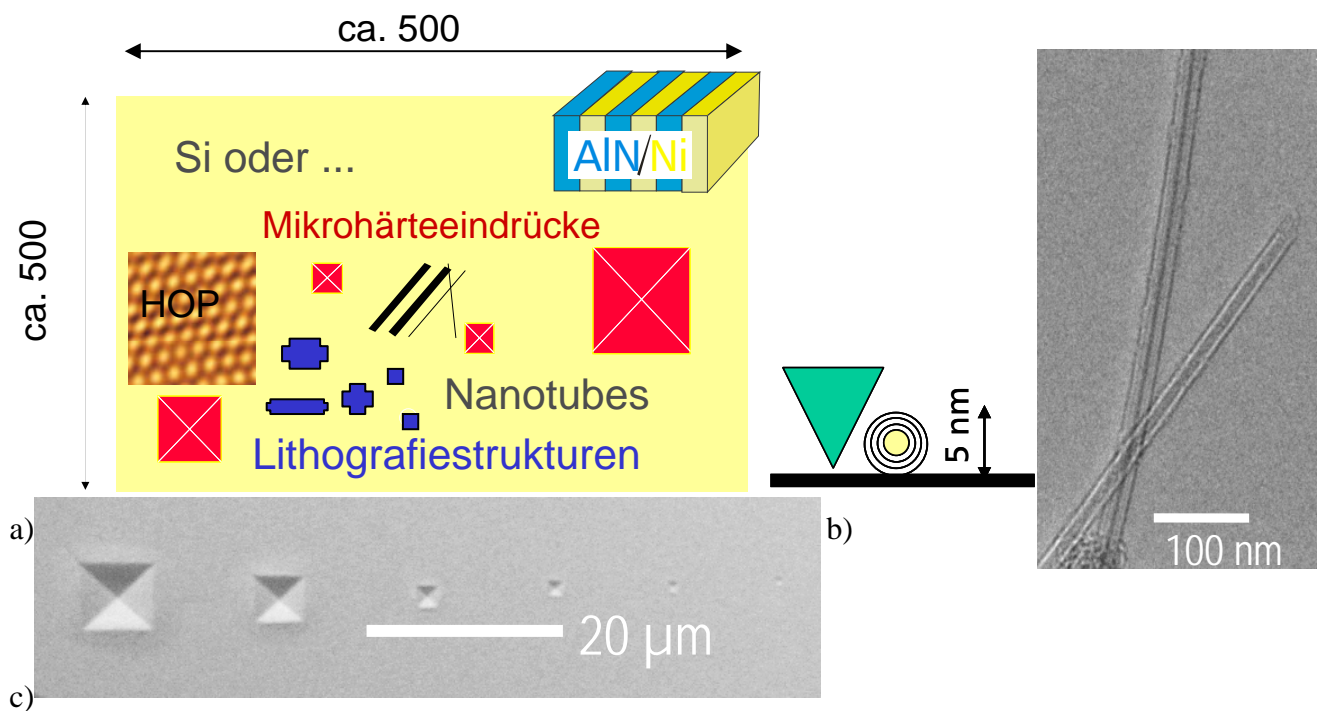 ca. 500
ca. 500
Si oder ...
AlN/Ni
Mikrohärteeindrücke
HOP
Nanotubes
Lithografiestrukturen
5 nm
100 nm
a)
b)
20 µm
c)